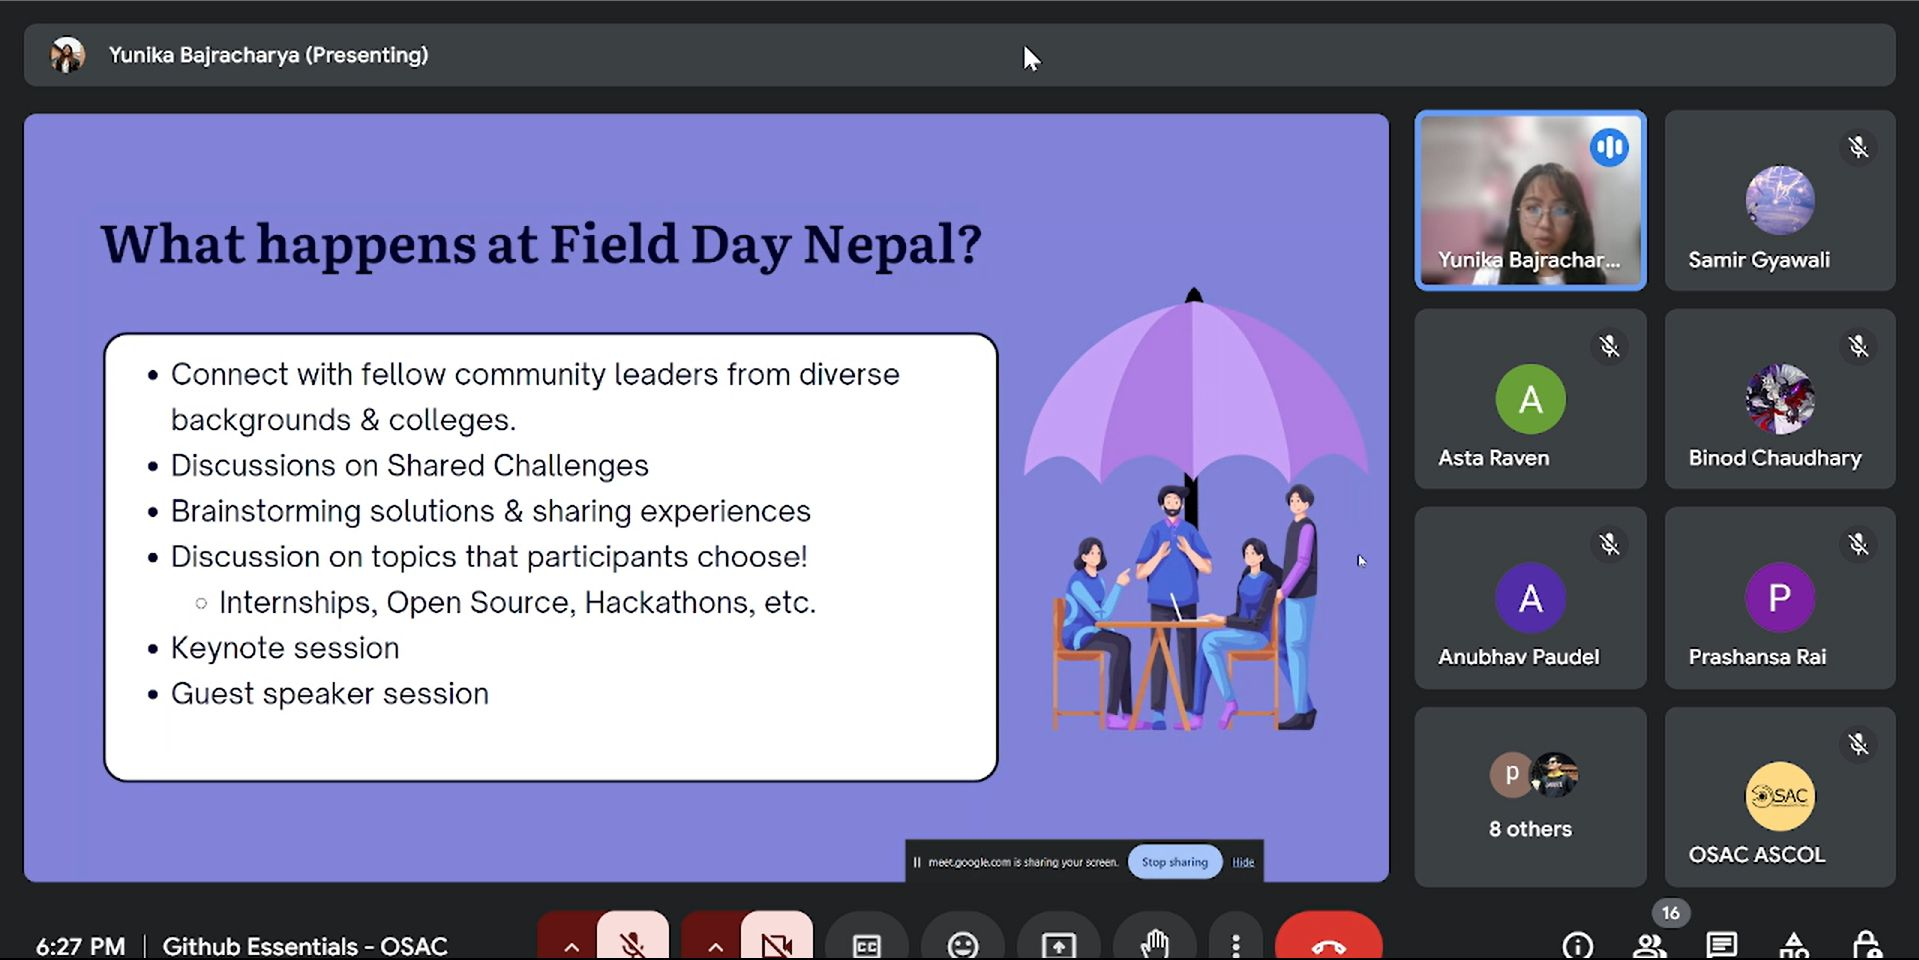 Yunika Bajracharya (Presenting)
What happens at Field Day Nepal?
• Connect with fellow community leaders from diverse
backgrounds & colleges.
• Discussions on Shared Challenges
• Brainstorming solutions & sharing experiences
• Discussion on topics that participants choose!
○ Internships, Open Source, Hackathons, etc.
• Keynote session
• Guest speaker session
meet.google.com is sharing your screen. Stop sharing Hide
Yunika Bajrachar...
Samir Gyawali
A
Asta Raven
Binod Chaudhary
A
Anubhav Paudel
P
Prashansa Rai
p
8 others
OSAC
OSAC ASCOL
16
6:27 PM | Github Essentials - OSAC
CC